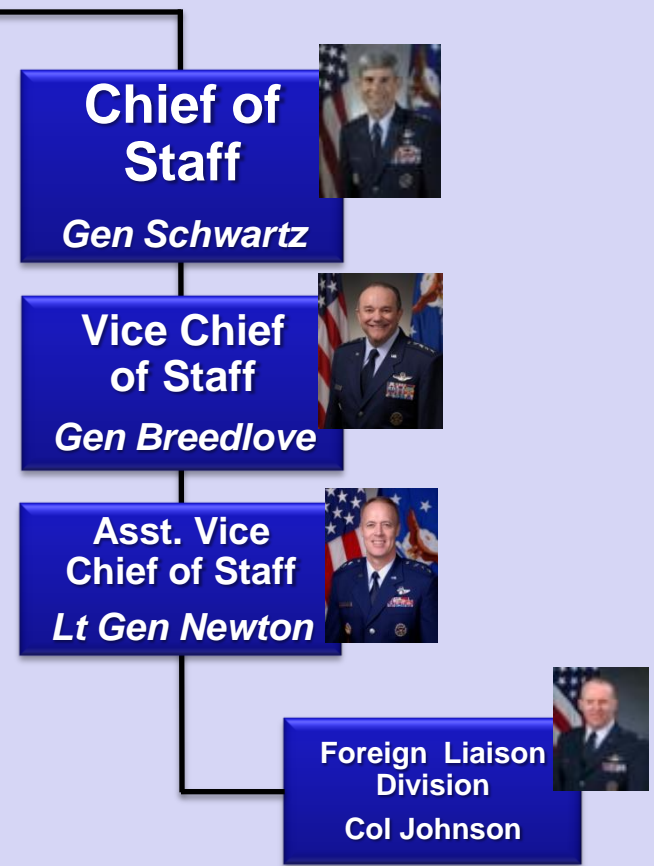 Chief of
Staff
Gen Schwartz
Vice Chief
of Staff
Gen Breedlove
Asst. Vice
Chief of Staff
Lt Gen Newton
Foreign Liaison
Division
Col Johnson